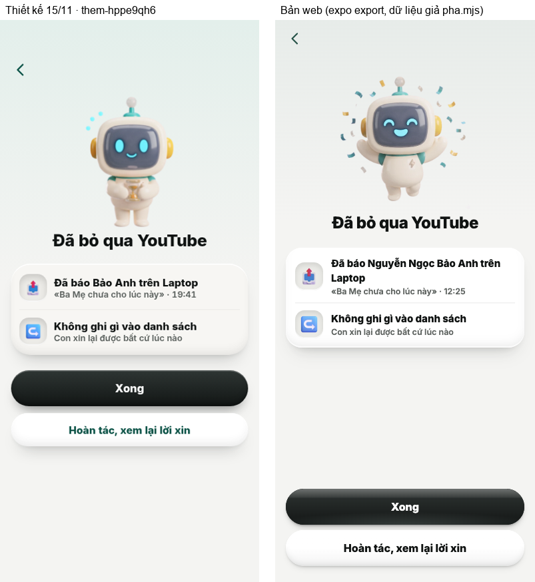 Thiết kế 15/11 · them-hppe9qh6
Đã bỏ qua YouTube
Đã báo Bảo Anh trên Laptop
«Ba Mẹ chưa cho lúc này» · 19:41
Không ghi gì vào danh sách
Con xin lại được bất cứ lúc nào
Xong
Hoàn tác, xem lại lời xin
Bản web (expo export, dữ liệu giả pha.mjs)
Đã bỏ qua YouTube
Đã báo Nguyễn Ngọc Bảo Anh trên
Laptop
«Ba Mẹ chưa cho lúc này» · 12:25
Không ghi gì vào danh sách
Con xin lại được bất cứ lúc nào
Xong
Hoàn tác, xem lại lời xin